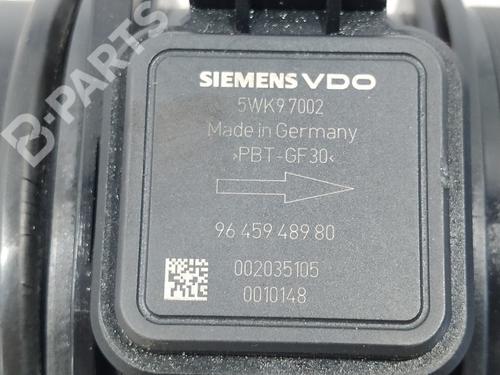 SIEMENS VDO
5WK9 7002
Made in Germany
>PBT-GF30<
96 459 489 80
002035105
0010148
B-PARTS